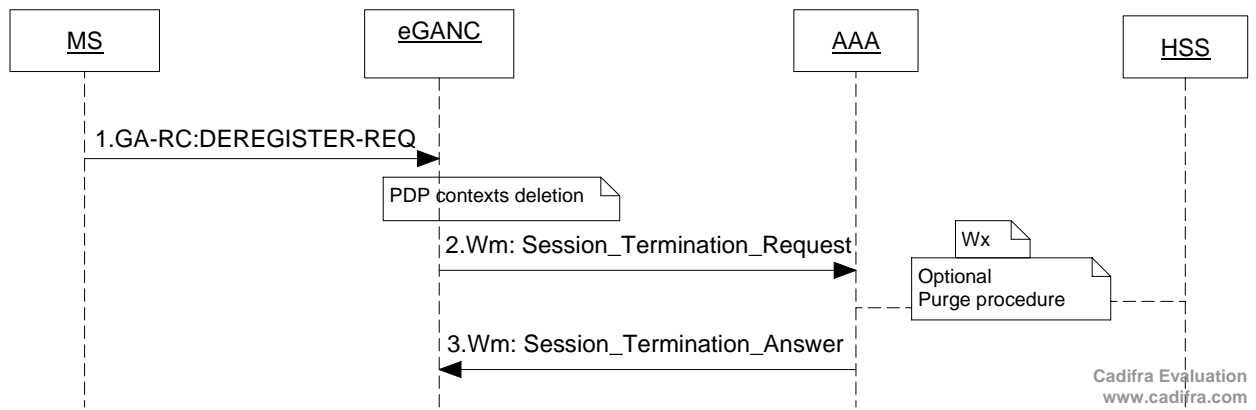 MS
eGANC
AAA
HSS
1.GA-RC:DEREGISTER-REQ
PDP contexts deletion
2.Wm: Session_Termination_Request
Wx
Optional
Purge procedure
3.Wm: Session_Termination_Answer
Cadifra Evaluation
www.cadifra.com